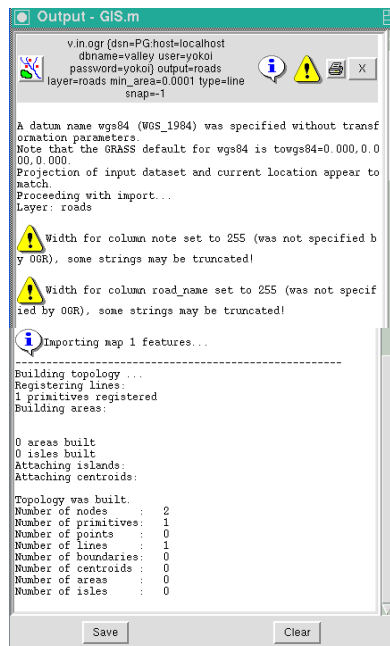 Output - GIS.m
v.in.ogr {dsn=PG:host=localhost
dbname=valley user=yokoi
password=yokoi} output=roads
layer=roads min_area=0.0001 type=line
snap=-1
X
A datum name wgs84 (WGS_1984) was specified without transf
ormation parameters.
Note that the GRASS default for wgs84 is towgs84=0.000,0.0
00,0.000.
Projection of input dataset and current location appear to
match.
Proceeding with import...
Layer: roads
Width for column note set to 255 (was not specified b
y OGR), some strings may be truncated!
Width for column road_name set to 255 (was not specif
ied by OGR), some strings may be truncated!
Importing map 1 features...
-----------------------------------------------------
Building topology ...
Registering lines:
1 primitives registered
Building areas:
0 areas built
0 isles built
Attaching islands:
Attaching centroids:
Topology was built.
Number of nodes     :   2
Number of primitives:   1
Number of points    :   0
Number of lines     :   1
Number of boundaries:   0
Number of centroids :   0
Number of areas     :   0
Number of isles     :   0
Save
Clear